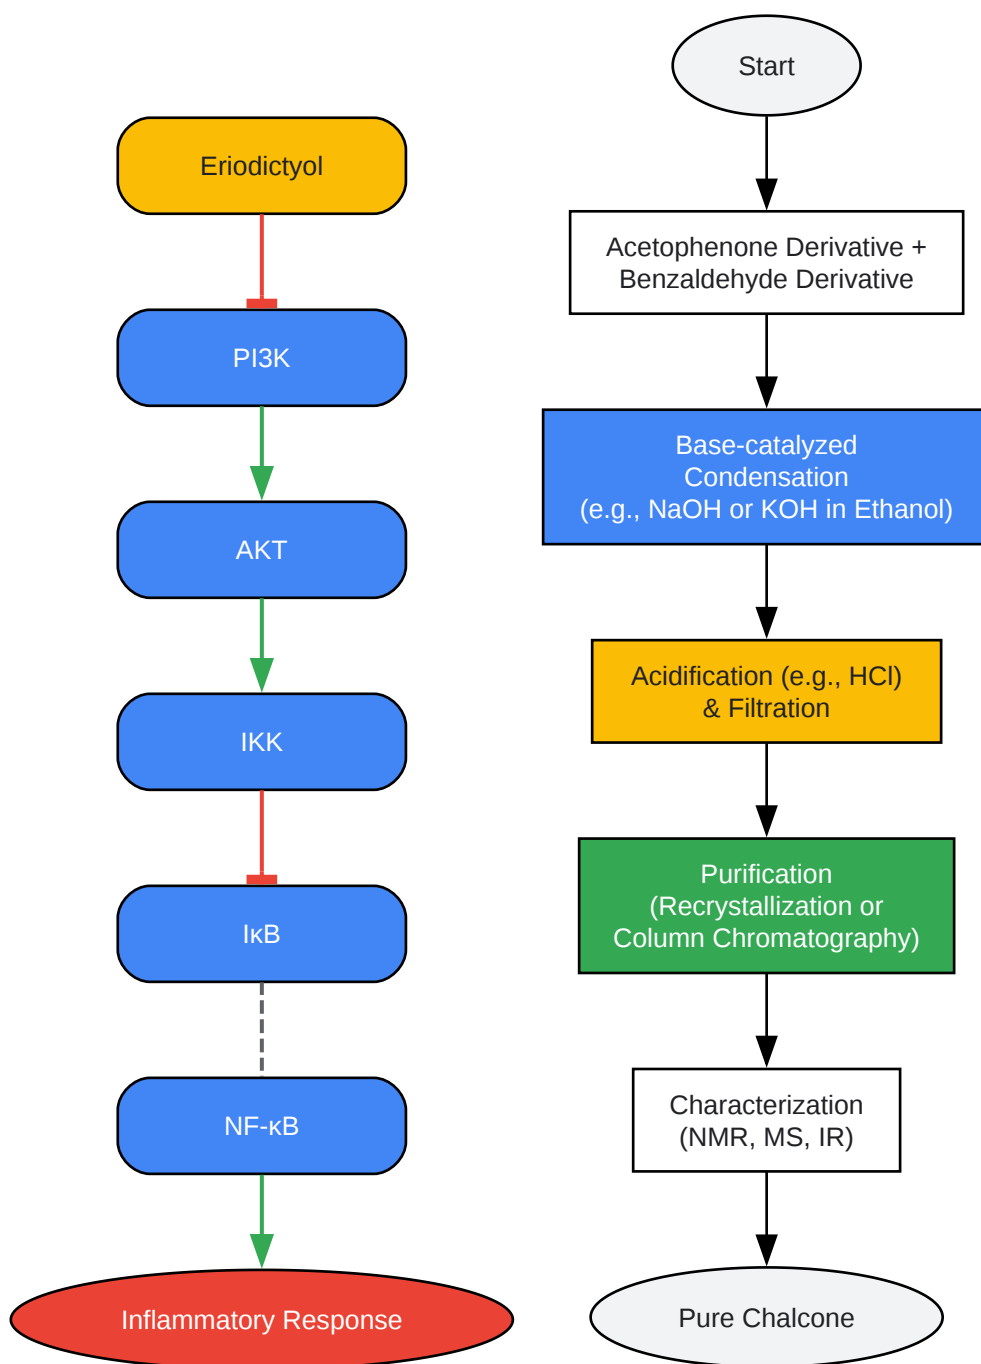 Eriodictyol
PI3K
AKT
IKK
IκB
NF-κB
Inflammatory Response
Start
Acetophenone Derivative +
Benzaldehyde Derivative
Base-catalyzed
Condensation
(e.g., NaOH or KOH in Ethanol)
Acidification (e.g., HCl)
& Filtration
Purification
(Recrystallization or
Column Chromatography)
Characterization
(NMR, MS, IR)
Pure Chalcone